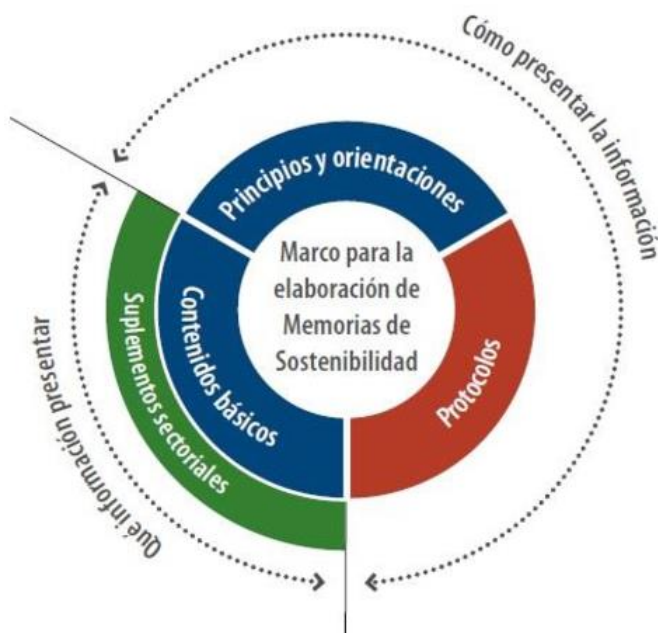 Cómo presentar la información
Principios y orientaciones
Marco para la
elaboración de
Memorias de
Sostenibilidad
Contenidos básicos
Suplementos sectoriales
Protocolos
Qué información presentar